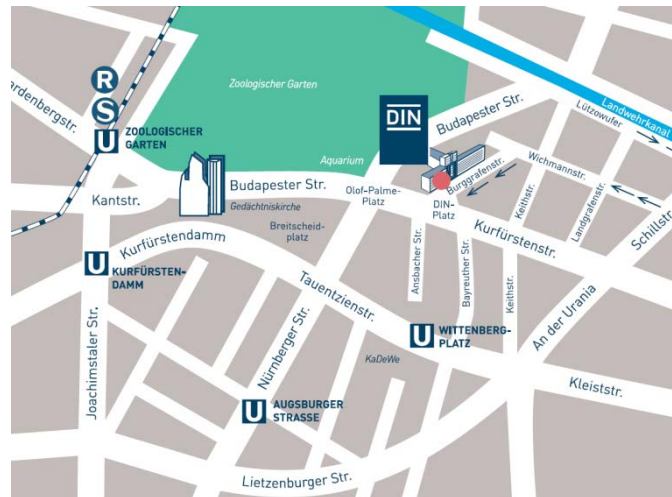 Zoologischer Garten
R
S
U
ZOOLOGISCHER
GARTEN
DIN
Budapester Str.
Landwehrkanal
Lützowufer
Aquarium
Wichmannstr.
Burggrafenstr.
Budapester Str.
Olof-Palme-
Platz
DIN-
Platz
Keithstr.
Landgrafenstr.
Schillstr.
Kantstr.
Gedächtniskirche
Breitscheid-
platz
Kurfürstenstr.
Kurfürstendamm
U
KURFÜRSTEN-
DAMM
Ansbacher Str.
Bayreuther Str.
Keithstr.
An der Urania
Tauentzienstr.
U
WITTENBERG-
PLATZ
Joachimstaler Str.
Nürnberger Str.
KaDeWe
Kleiststr.
U
AUGSBURGER
STRASSE
Lietzenburger Str.